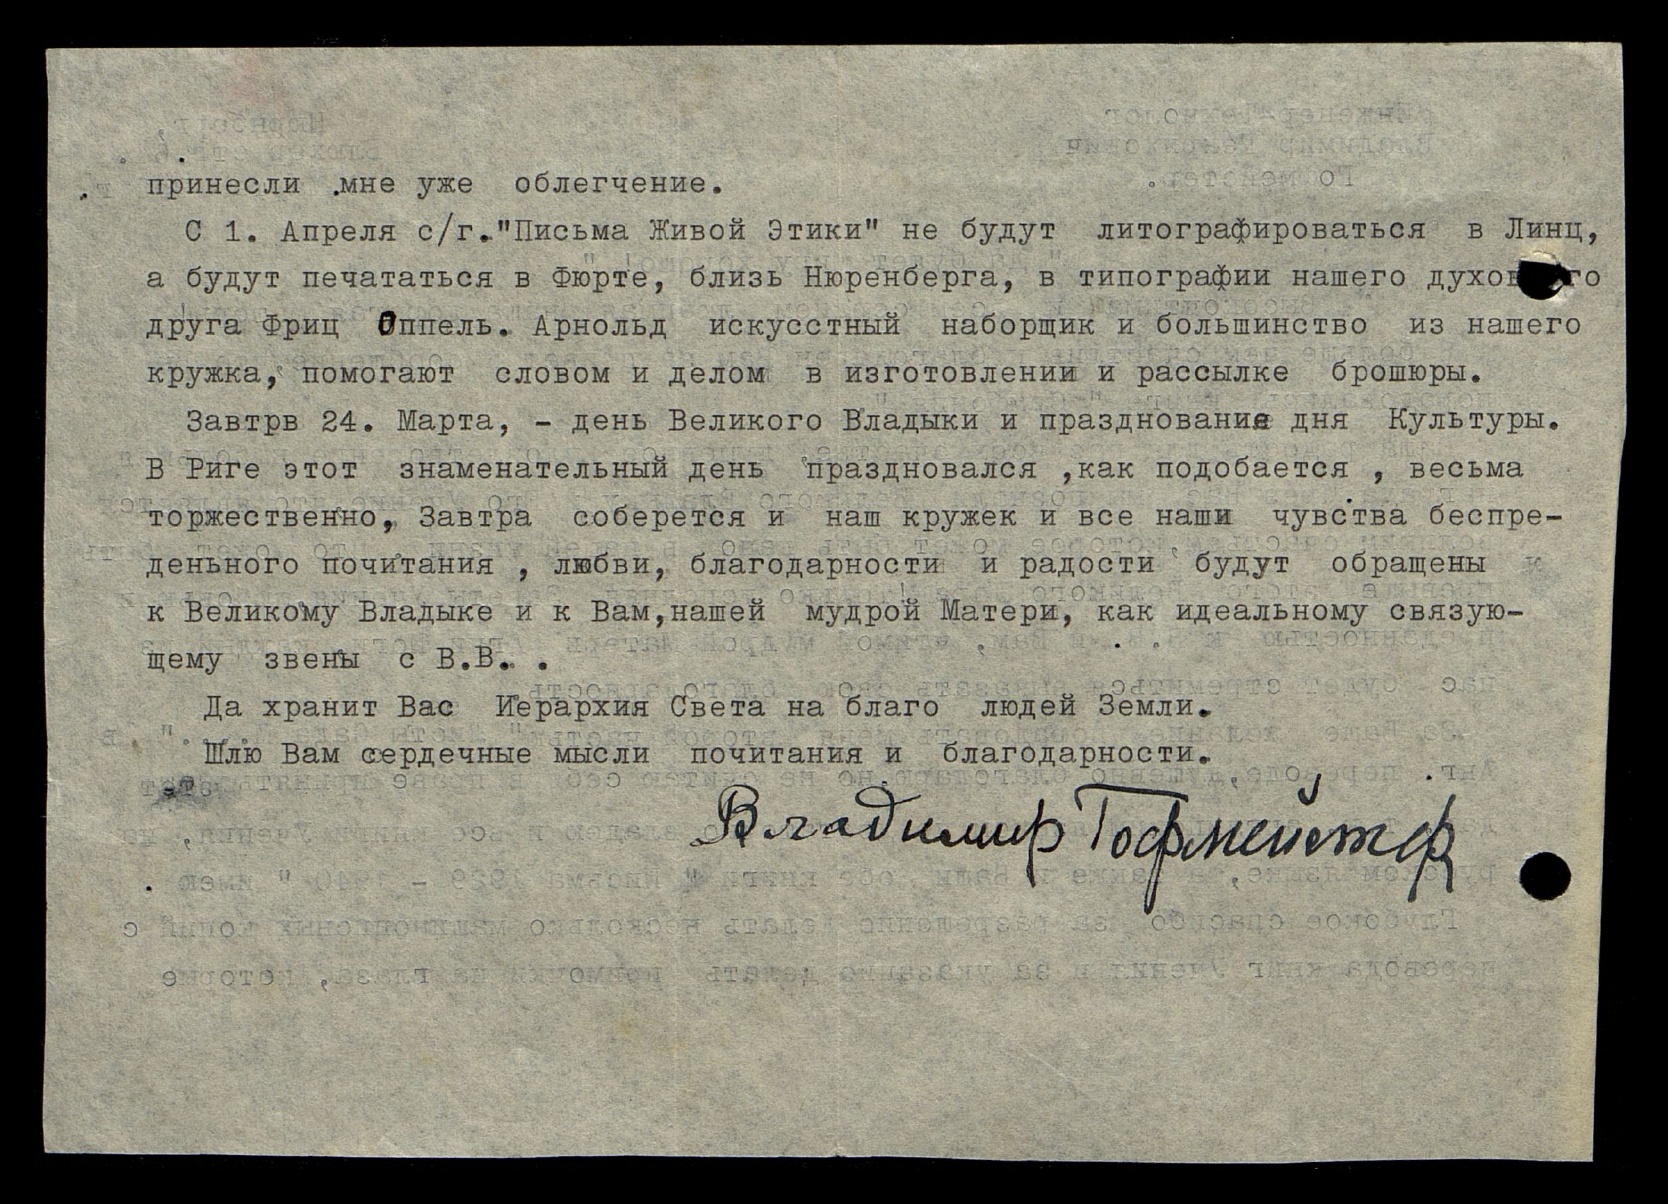 принесли .мне уже облегчение.
С 1. Апреля с/г."Письма Живой Этики" не будут литографироваться в Линц,
а будут печататься в Фюрте, близь Нюренберга, в типографии нашего духовного
друга Фриц Оппель. Арнольд искусстный наборщик и большинство из нашего
кружка, помогают словом и делом в изготовлении и рассылке брошюры.
Завтрв 24. Марта, - день Великого Владыки и празднование дня Культуры.
В Риге этот знаменательный день праздновался ,как подобается , весьма
торжественно, Завтра соберется и наш кружек и все наши чувства беспре-
деньного почитания , любви, благодарности и радости будут обращены
к Великому Владыке и к Вам,нашей мудрой Матери, как идеальному связую-
щему звены с В.В. .
Да хранит Вас Иерархия Света на благо людей Земли.
Шлю Вам сердечные мысли почитания и благодарности.
Владимир Гофмейстер